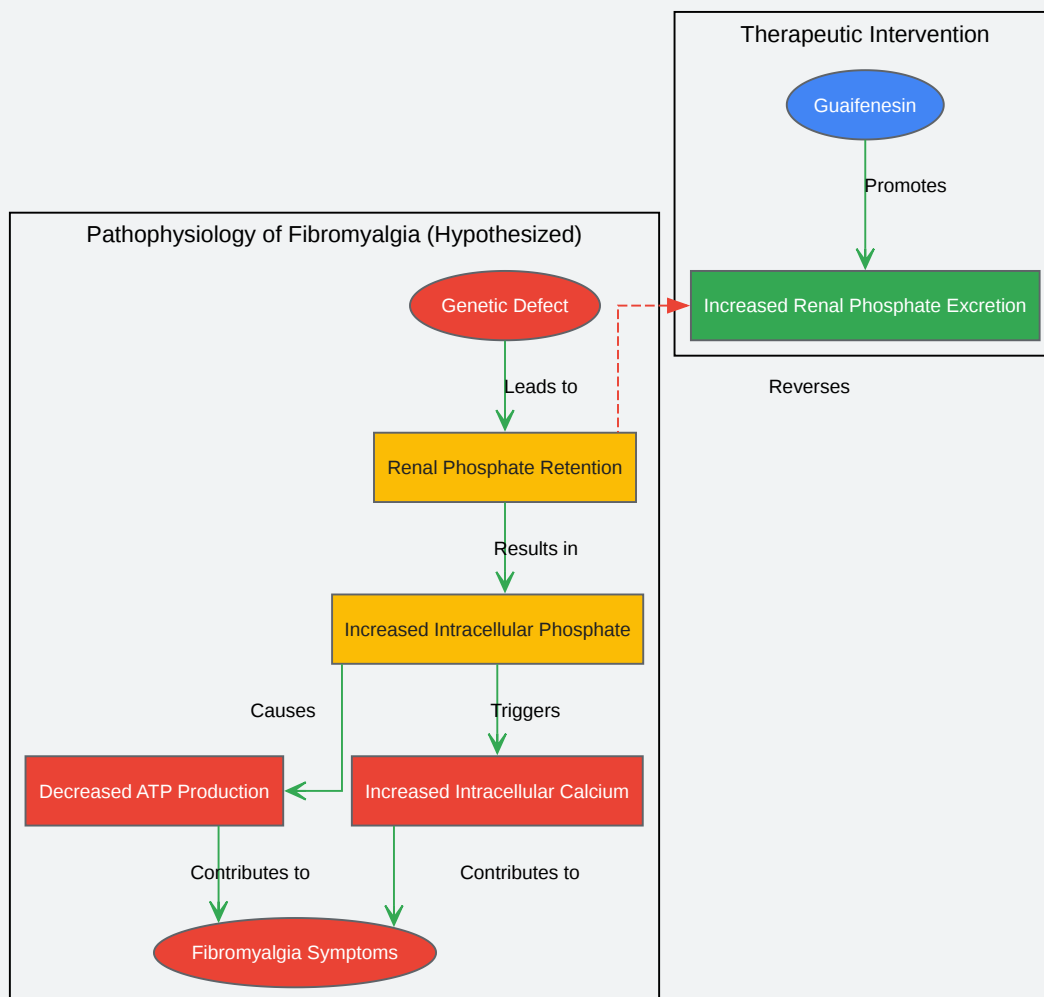 Therapeutic Intervention
Guaifenesin
Promotes
Increased Renal Phosphate Excretion
Reverses
Pathophysiology of Fibromyalgia (Hypothesized)
Genetic Defect
Leads to
Renal Phosphate Retention
Results in
Increased Intracellular Phosphate
Causes
Triggers
Decreased ATP Production
Increased Intracellular Calcium
Contributes to
Contributes to
Fibromyalgia Symptoms